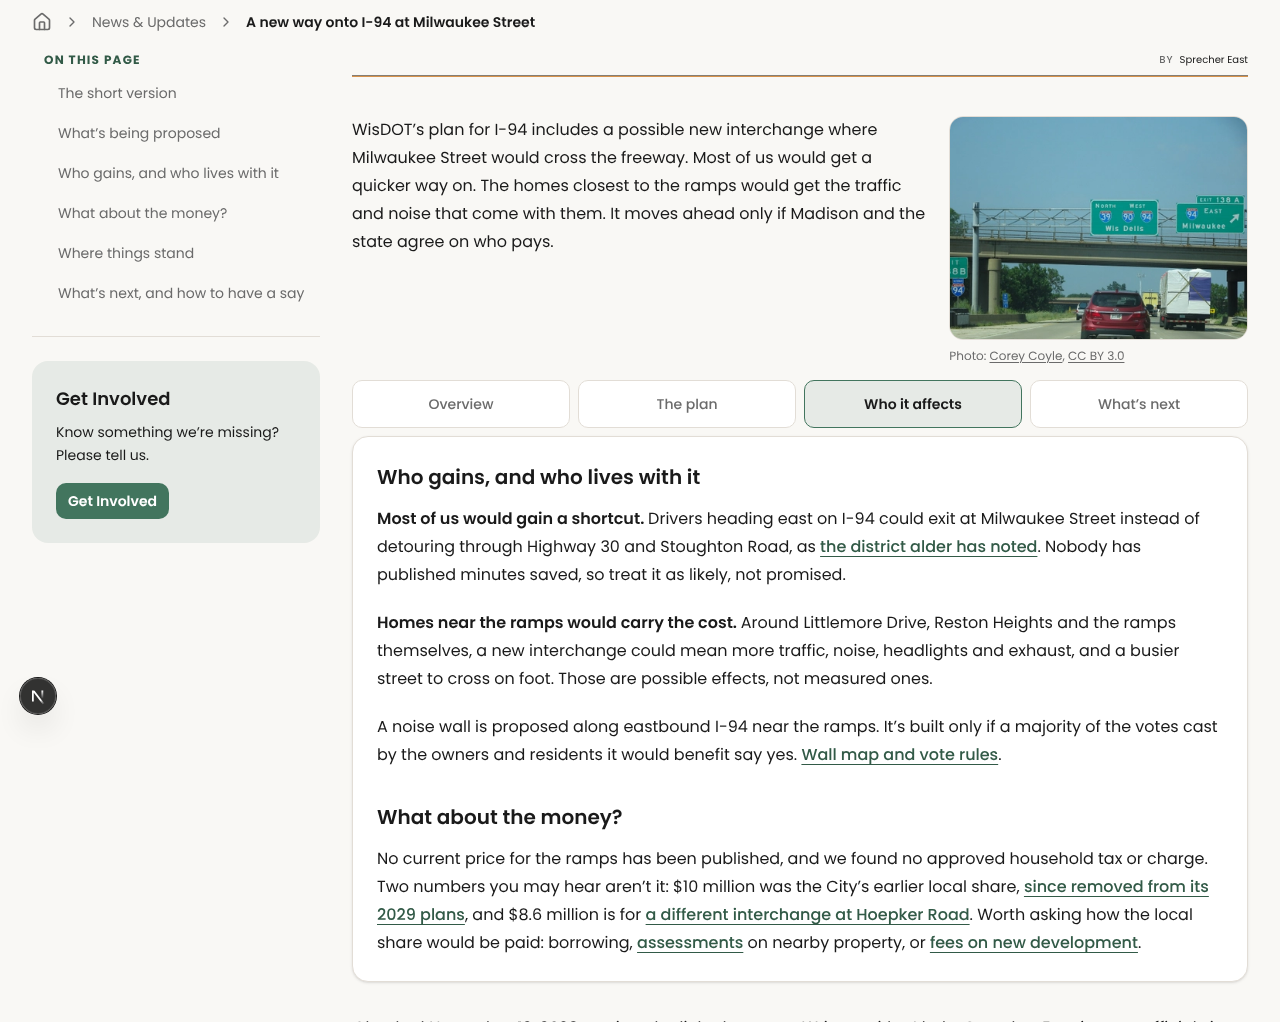 News & Updates
A new way onto I-94 at Milwaukee Street
ON THIS PAGE
The short version
What's being proposed
Who gains, and who lives with it
What about the money?
Where things stand
What's next, and how to have a say
Get Involved
Know something we're missing?
Please tell us.
Get Involved
N
BY Sprecher East
WisDOT's plan for I-94 includes a possible new interchange where
Milwaukee Street would cross the freeway. Most of us would get a
quicker way on. The homes closest to the ramps would get the traffic
and noise that come with them. It moves ahead only if Madison and the
state agree on who pays.
EXIT 138 A
NORTH WEST
39 90 94
Wis Dells
94 EAST
Milwaukee
94
Photo: Corey Coyle, CC BY 3.0
Overview
The plan
Who it affects
What's next
Who gains, and who lives with it
Most of us would gain a shortcut. Drivers heading east on I-94 could exit at Milwaukee Street instead of
detouring through Highway 30 and Stoughton Road, as the district alder has noted. Nobody has
published minutes saved, so treat it as likely, not promised.
Homes near the ramps would carry the cost. Around Littlemore Drive, Reston Heights and the ramps
themselves, a new interchange could mean more traffic, noise, headlights and exhaust, and a busier
street to cross on foot. Those are possible effects, not measured ones.
A noise wall is proposed along eastbound I-94 near the ramps. It's built only if a majority of the votes cast
by the owners and residents it would benefit say yes. Wall map and vote rules.
What about the money?
No current price for the ramps has been published, and we found no approved household tax or charge.
Two numbers you may hear aren't it: $10 million was the City's earlier local share, since removed from its
2029 plans, and $8.6 million is for a different interchange at Hoepker Road. Worth asking how the local
share would be paid: borrowing, assessments on nearby property, or fees on new development.